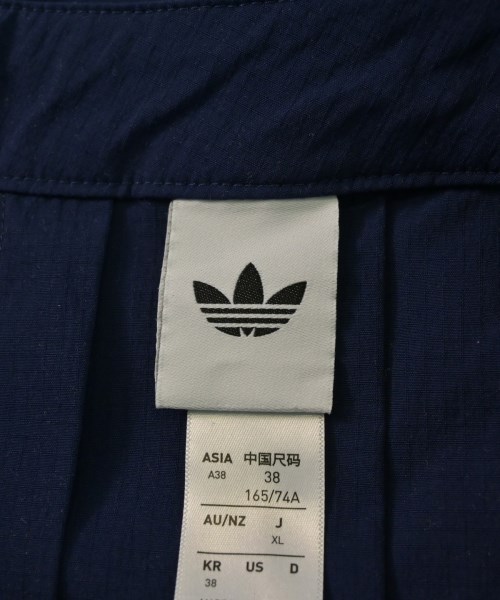 ASIA 中国尺码
A38 38
165/74A
AU/NZ J
XL
KR US D
38